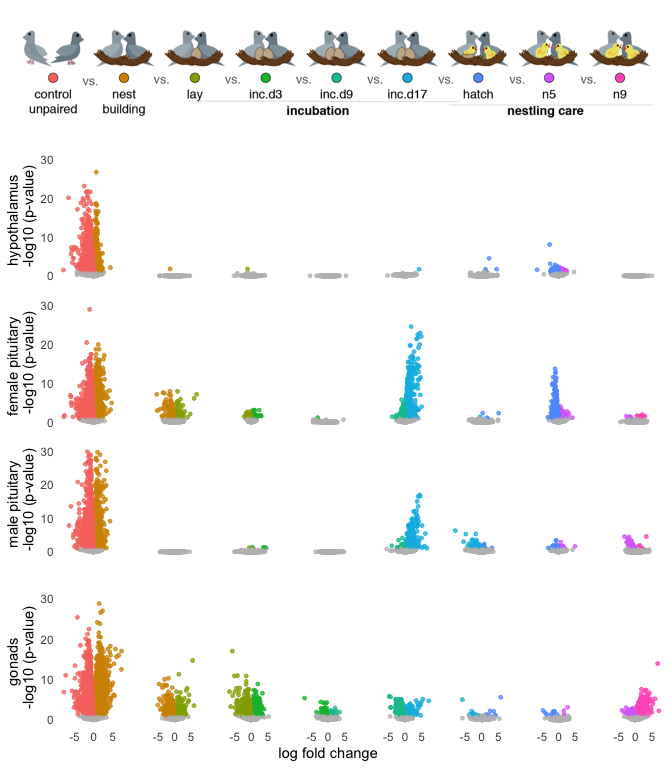 vs. vs. vs. vs. vs. vs. vs. vs.
control unpaired
nest building
lay inc.d3 inc.d9 inc.d17 hatch n5 n9
incubation nestling care
hypothalamus
-log10 (p-value)
30
20
10
0
female pituitary
-log10 (p-value)
30
20
10
0
male pituitary
-log10 (p-value)
30
20
10
0
gonads
-log10 (p-value)
30
20
10
0
-5 0 5 -5 0 5 -5 0 5 -5 0 5 -5 0 5 -5 0 5 -5 0 5 -5 0 5
log fold change